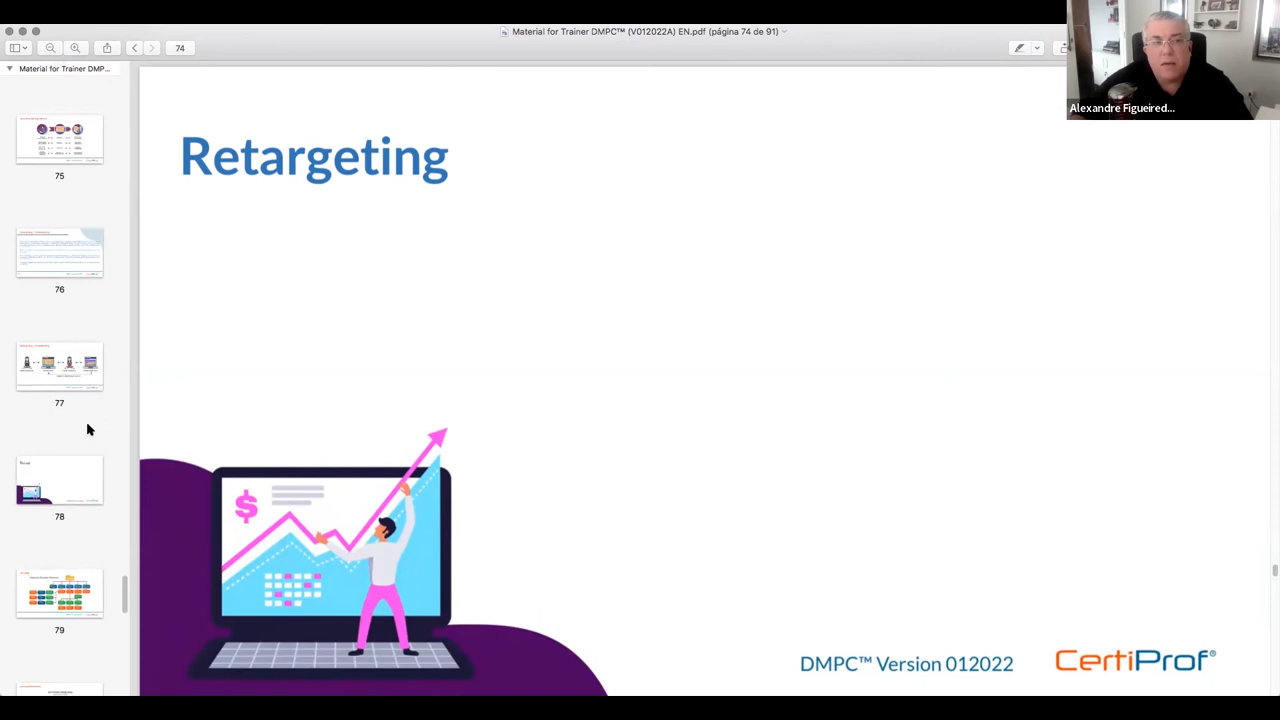 Material for Trainer DMPC™ (V012022A) EN.pdf (página 74 de 91)
74
Material for Trainer DMP...
Alexandre Figueired...
75
76
77
78
79
Retargeting
$
DMPC™ Version 012022
CertiProf®